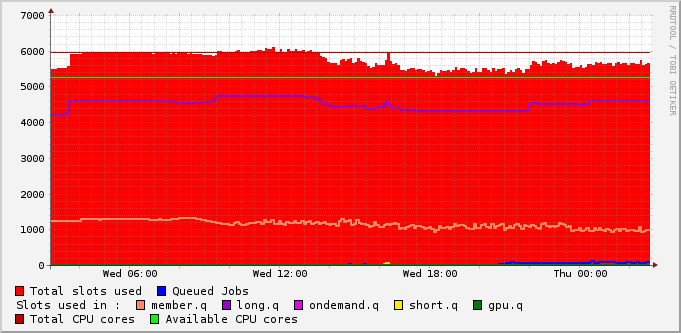 7000
6000
5000
4000
3000
2000
1000
0
Wed 06:00 Wed 12:00 Wed 18:00 Thu 00:00
Total slots used Queued Jobs
Slots used in : member.q long.q ondemand.q short.q gpu.q
Total CPU cores Available CPU cores
RRDTOOL / TOBI OETIKER